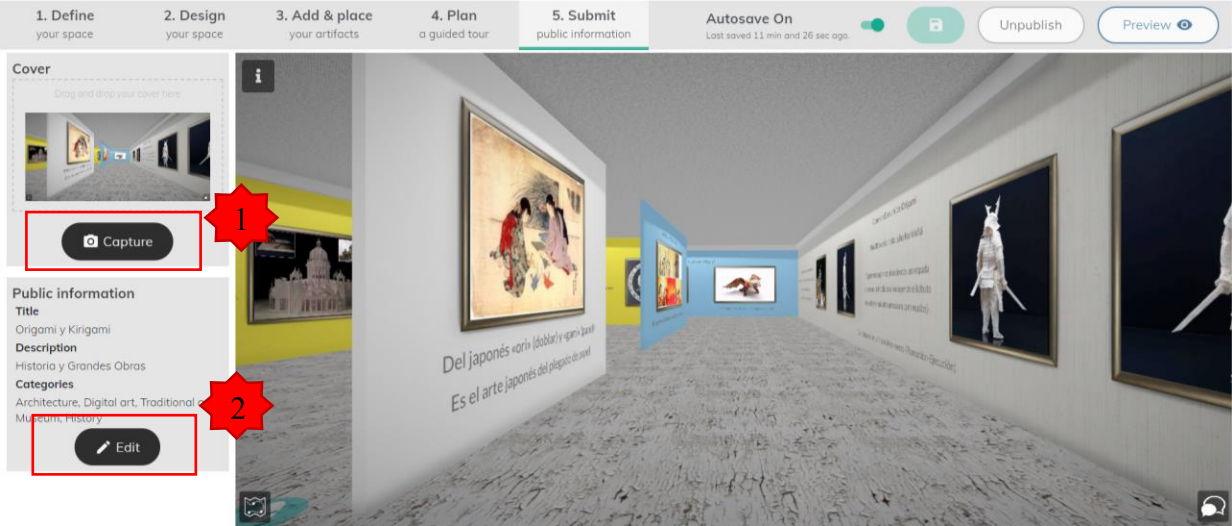 1. Define
your space
2. Design
your space
3. Add & place
your artifacts
4. Plan
a guided tour
5. Submit
public information
Autosave On
Last saved 11 min and 26 sec ago.
Unpublish
Preview
Cover
Drag and drop your cover here
1
Capture
Public information
Title
Origami y Kirigami
Description
Historia y Grandes Obras
Categories
Architecture, Digital art, Traditional
Museum, History
2
Edit
i
Del japonés «ori» (doblar) y «gami» (papel)
Es el arte japonés del plegado de papel